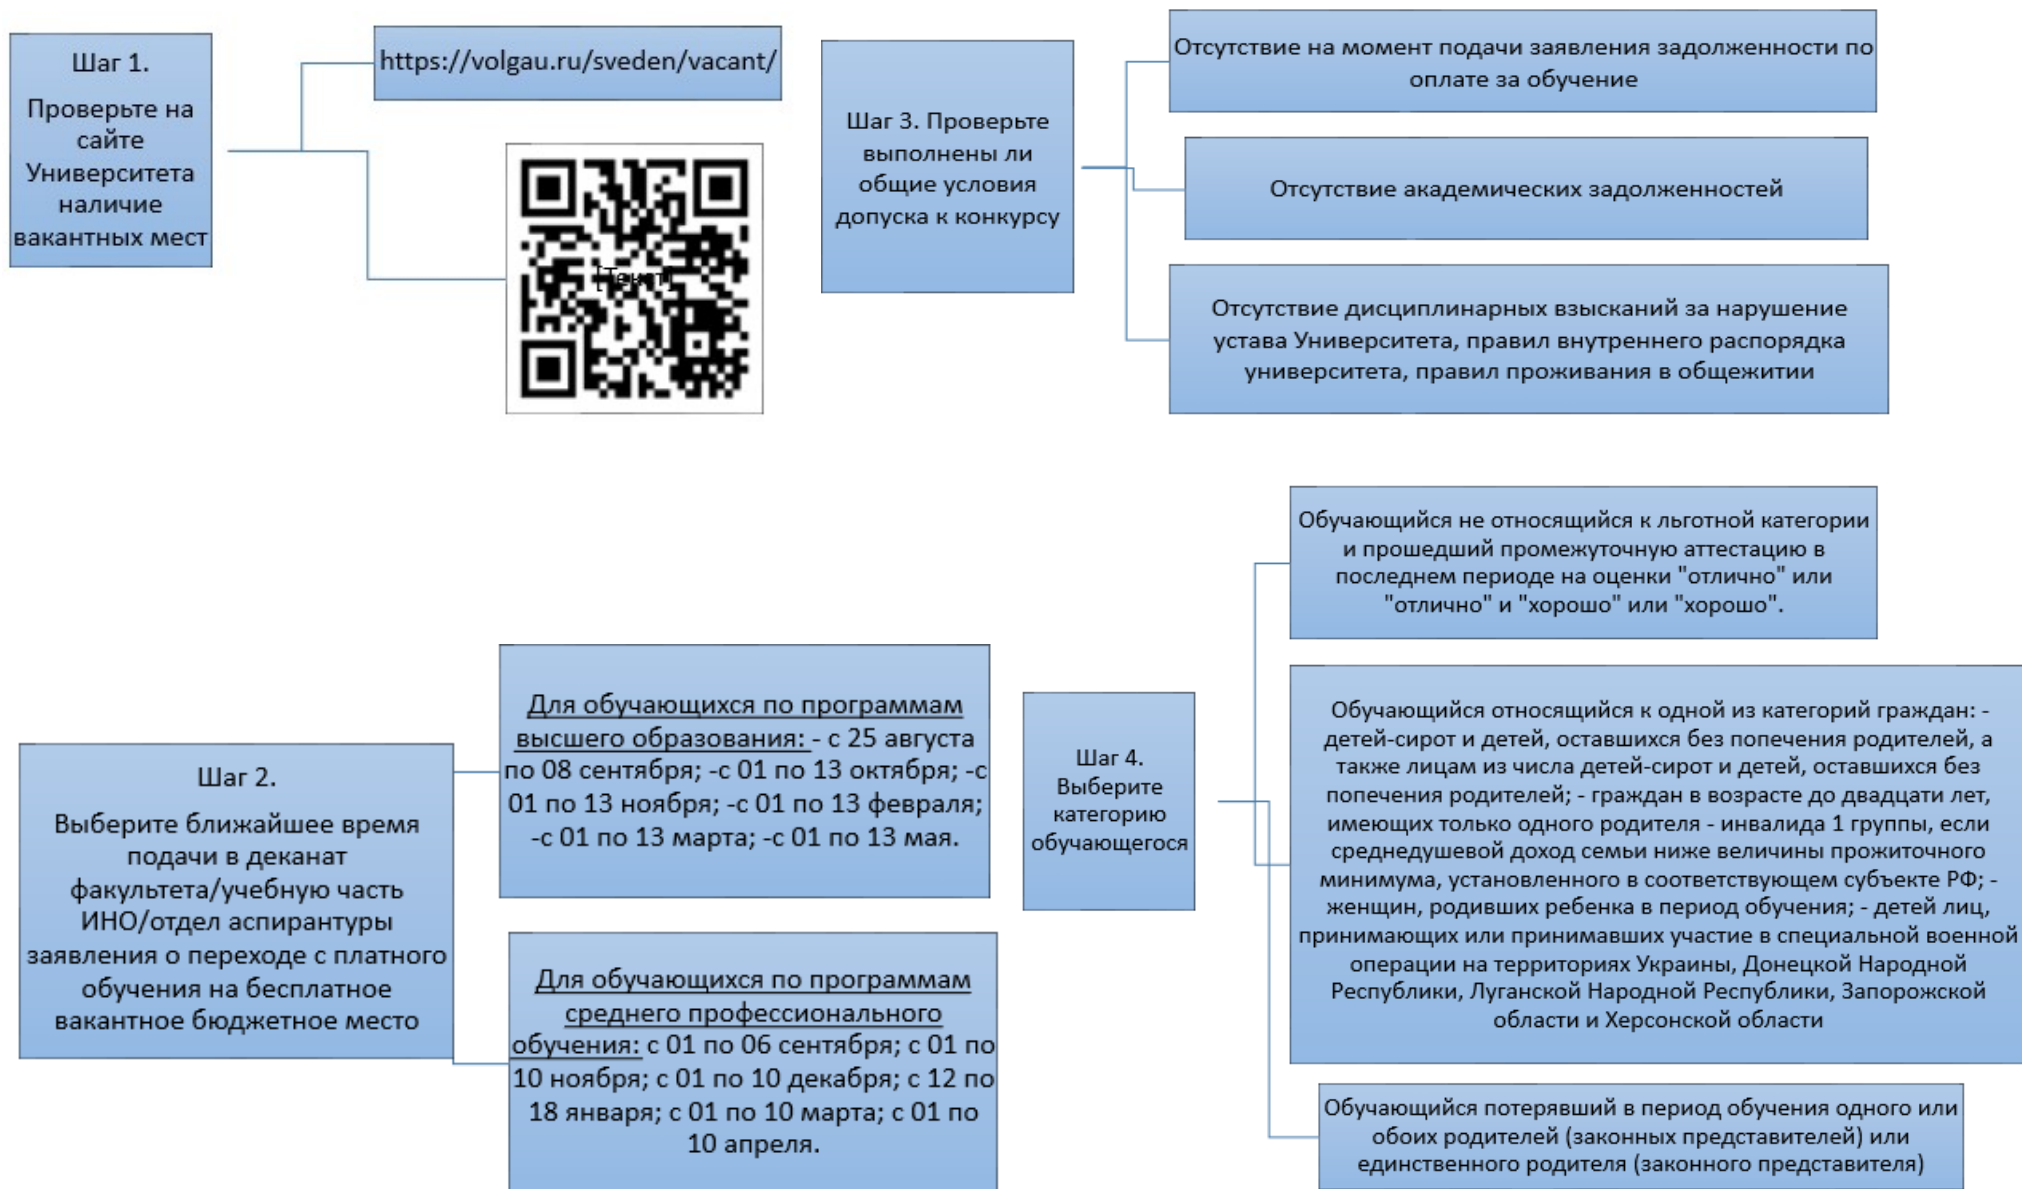 Шаг 1.
Проверьте на
сайте
Университета
наличие
вакантных мест
https://volgau.ru/sveden/vacant/
[Текст]
Шаг 2.
Выберите ближайшее время
подачи в деканат
факультета/учебную часть
ИНО/отдел аспирантуры
заявления о переходе с платного
обучения на бесплатное
вакантное бюджетное место
Для обучающихся по программам
высшего образования: - с 25 августа
по 08 сентября; -с 01 по 13 октября; -с
01 по 13 ноября; -с 01 по 13 февраля;
-с 01 по 13 марта; -с 01 по 13 мая.
Для обучающихся по программам
среднего профессионального
обучения: с 01 по 06 сентября; с 01 по
10 ноября; с 01 по 10 декабря; с 12 по
18 января; с 01 по 10 марта; с 01 по
10 апреля.
Шаг 3. Проверьте
выполнены ли
общие условия
допуска к конкурсу
Отсутствие на момент подачи заявления задолженности по
оплате за обучение
Отсутствие академических задолженностей
Отсутствие дисциплинарных взысканий за нарушение
устава Университета, правил внутреннего распорядка
университета, правил проживания в общежитии
Шаг 4.
Выберите
категорию
обучающегося
Обучающийся не относящийся к льготной категории
и прошедший промежуточную аттестацию в
последнем периоде на оценки "отлично" или
"отлично" и "хорошо" или "хорошо".
Обучающийся относящийся к одной из категорий граждан: -
детей-сирот и детей, оставшихся без попечения родителей, а
также лицам из числа детей-сирот и детей, оставшихся без
попечения родителей; - граждан в возрасте до двадцати лет,
имеющих только одного родителя - инвалида 1 группы, если
среднедушевой доход семьи ниже величины прожиточного
минимума, установленного в соответствующем субъекте РФ; -
женщин, родивших ребенка в период обучения; - детей лиц,
принимающих или принимавших участие в специальной военной
операции на территориях Украины, Донецкой Народной
Республики, Луганской Народной Республики, Запорожской
области и Херсонской области
Обучающийся потерявший в период обучения одного или
обоих родителей (законных представителей) или
единственного родителя (законного представителя)